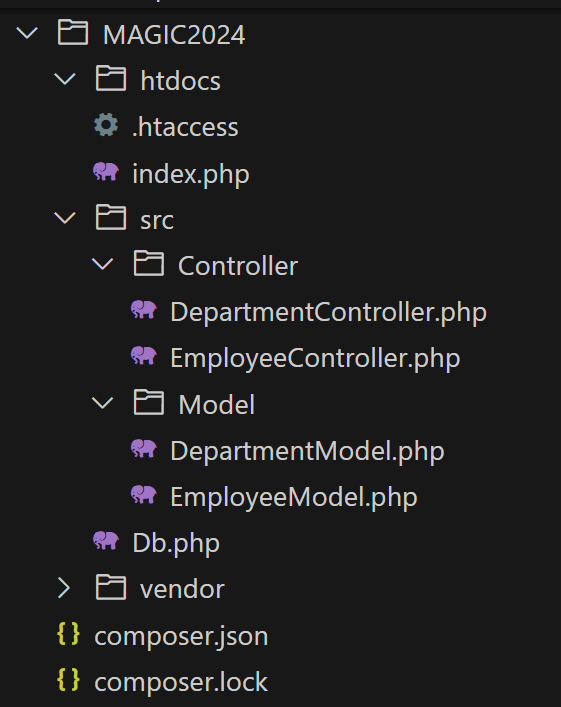 MAGIC2024
htdocs
.htaccess
index.php
src
Controller
DepartmentController.php
EmployeeController.php
Model
DepartmentModel.php
EmployeeModel.php
Db.php
vendor
composer.json
composer.lock